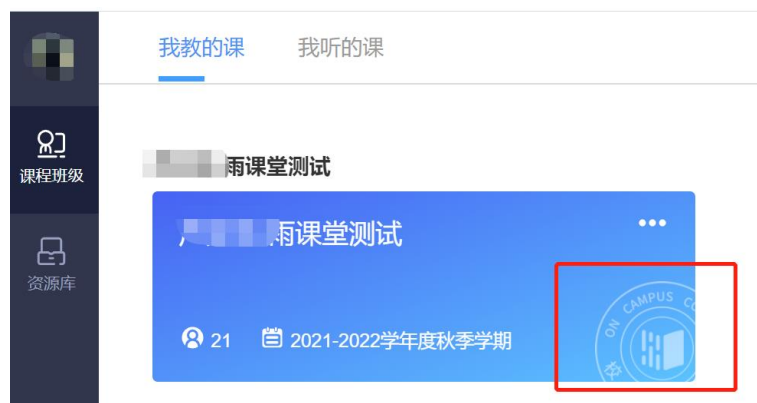 我教的课 我听的课
课程班级
雨课堂测试
雨课堂测试
资源库
21 2021-2022学年度秋季学期
ON CAMPUS
校